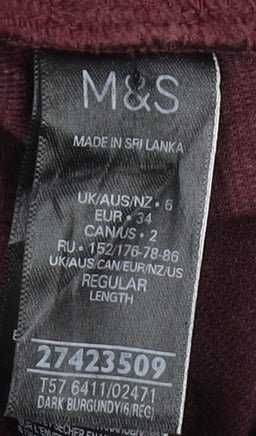 M&S
MADE IN SRI LANKA
UK/AUS/NZ • 6
EUR • 34
CAN/US • 2
RU • 152/176-78-86
UK/AUS/CAN/EUR/NZ/US
REGULAR
LENGTH
27423509
T57 6411/02471
DARK BURGUNDY(6/REG)